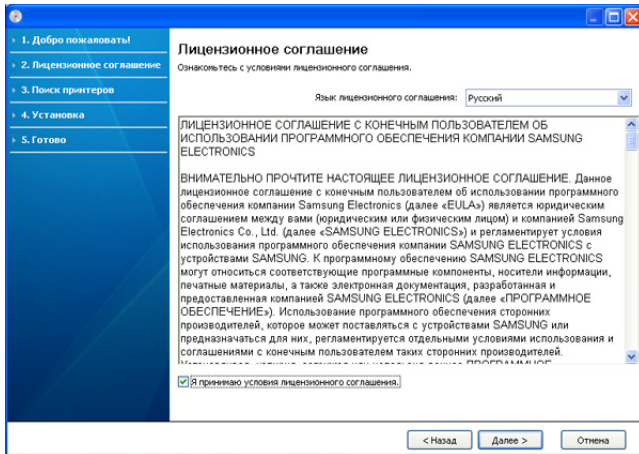 1. Добро пожаловать!
2. Лицензионное соглашение
3. Поиск принтеров
4. Установка
5. Готово
Лицензионное соглашение
Ознакомьтесь с условиями лицензионного соглашения.
Язык лицензионного соглашения: Русский
ЛИЦЕНЗИОННОЕ СОГЛАШЕНИЕ С КОНЕЧНЫМ ПОЛЬЗОВАТЕЛЕМ ОБ
ИСПОЛЬЗОВАНИИ ПРОГРАММНОГО ОБЕСПЕЧЕНИЯ КОМПАНИИ SAMSUNG
ELECTRONICS
ВНИМАТЕЛЬНО ПРОЧТИТЕ НАСТОЯЩЕЕ ЛИЦЕНЗИОННОЕ СОГЛАШЕНИЕ. Данное
лицензионное соглашение с конечным пользователем об использовании программного
обеспечения компании Samsung Electronics (далее «EULA») является юридическим
соглашением между вами (юридическим или физическим лицом) и компанией Samsung
Electronics Co., Ltd. (далее «SAMSUNG ELECTRONICS») и регламентирует условия
использования программного обеспечения компании SAMSUNG ELECTRONICS с
устройствами SAMSUNG. К программному обеспечению SAMSUNG ELECTRONICS
могут относиться соответствующие программные компоненты, носители информации,
печатные материалы, а также электронная документация, разработанная и
предоставленная компанией SAMSUNG ELECTRONICS (далее «ПРОГРАММНОЕ
ОБЕСПЕЧЕНИЕ»). Использование программного обеспечения сторонних
производителей, которое может поставляться с устройствами SAMSUNG или
предназначаться для них, регламентируется отдельными условиями использования и
соглашениями с конечным пользователем таких сторонних производителей.
Я принимаю условия лицензионного соглашения.
< Назад
Далее >
Отмена